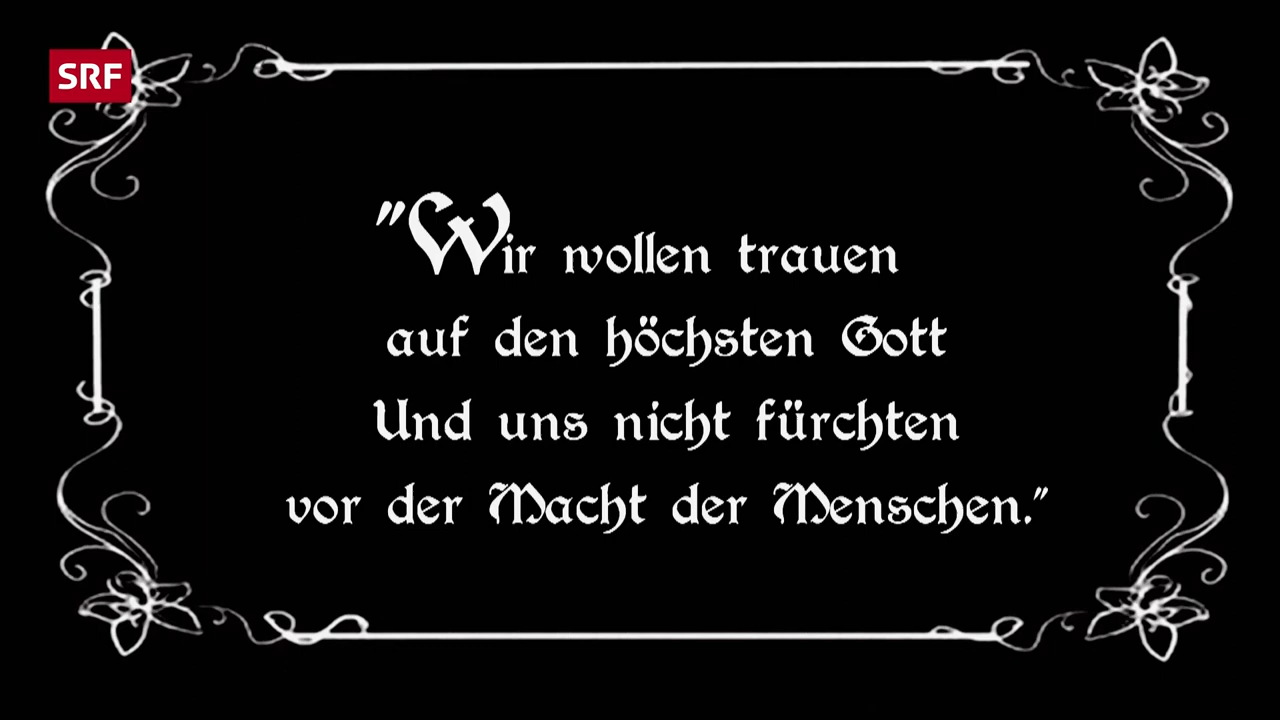 SRF
"Wir wollen trauen
auf den höchsten Gott
Und uns nicht fürchten
vor der Macht der Menschen."